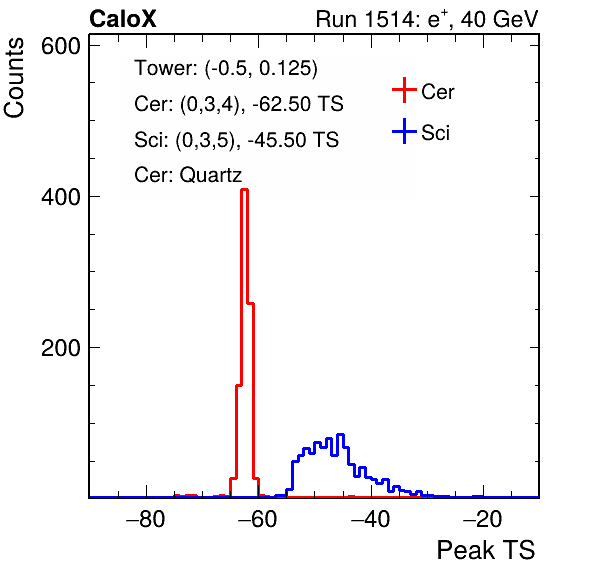 CaloX Run 1514: e⁺, 40 GeV
Counts
600
400
200
Tower: (-0.5, 0.125)
Cer: (0,3,4), -62.50 TS
Sci: (0,3,5), -45.50 TS
Cer: Quartz
Cer
Sci
−80 −60 −40 −20
Peak TS